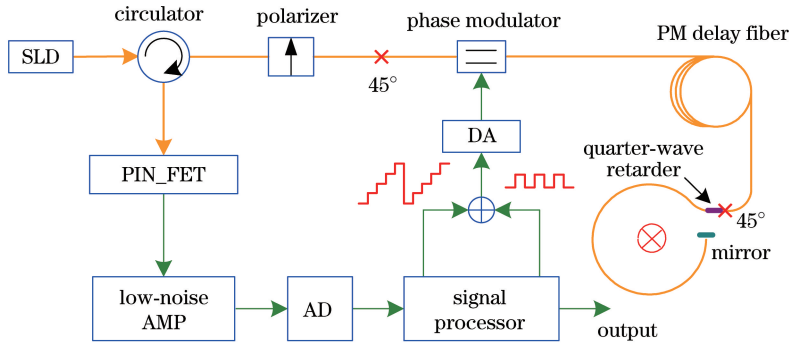 circulator
polarizer
phase modulator
PM delay fiber
SLD
45°
DA
quarter-wave
retarder
PIN_FET
45°
mirror
low-noise
AMP
AD
signal
processor
output